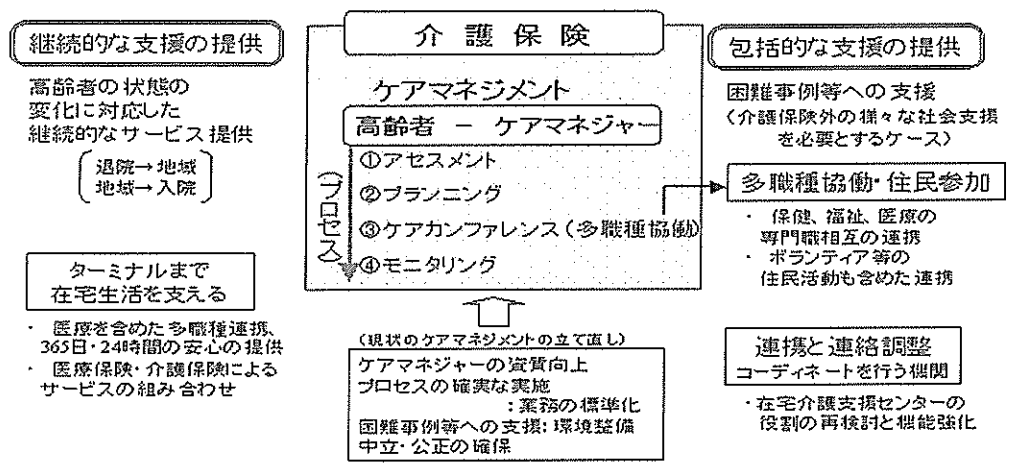 継続的な支援の提供
高齢者の状態の
変化に対応した
継続的なサービス提供
退院→地域
地域→入院
ターミナルまで
在宅生活を支える
・ 医療を含めた多職種連携、
365日・24時間の安心の提供
・ 医療保険・介護保険による
サービスの組み合わせ
介護保険
ケアマネジメント
高齢者 − ケアマネジャー
(プロセス)
①アセスメント
②プランニング
③ケアカンファレンス(多職種協働)
④モニタリング
(現状のケアマネジメントの立て直し)
ケアマネジャーの資質向上
プロセスの確実な実施
:業務の標準化
困難事例等への支援:環境整備
中立・公正の確保
包括的な支援の提供
困難事例等への支援
〈介護保険外の様々な社会支援
を必要とするケース〉
多職種協働・住民参加
・ 保健、福祉、医療の
専門職相互の連携
・ ボランティア等の
住民活動も含めた連携
連携と連絡調整
コーディネートを行う機関
・在宅介護支援センターの
役割の再検討と機能強化